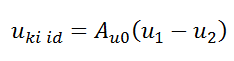 u_{ki id} = A_{u0}(u_1 − u_2)